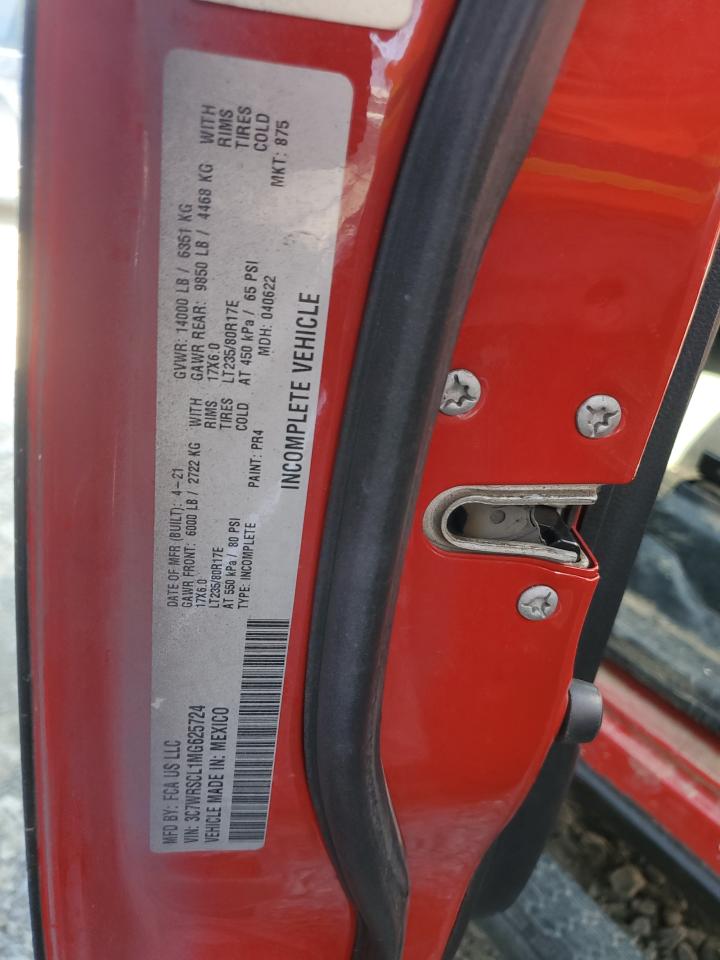 MFD BY: FCA US LLC
DATE OF MFR (BUILT): 4-21
GVWR: 14000 LB / 6351 KG
GAWR FRONT: 6000 LB / 2722 KG WITH
17X6.0 RIMS
LT235/80R17E TIRES
AT 550 kPa / 80 PSI COLD
GAWR REAR: 9850 LB / 4468 KG WITH
17X6.0 RIMS
LT235/80R17E TIRES
AT 450 kPa / 65 PSI COLD
VIN: 3C7WRSCL1MG625724
TYPE: INCOMPLETE
PAINT: PR4
MDH: 040622
MKT: 875
VEHICLE MADE IN: MEXICO
INCOMPLETE VEHICLE